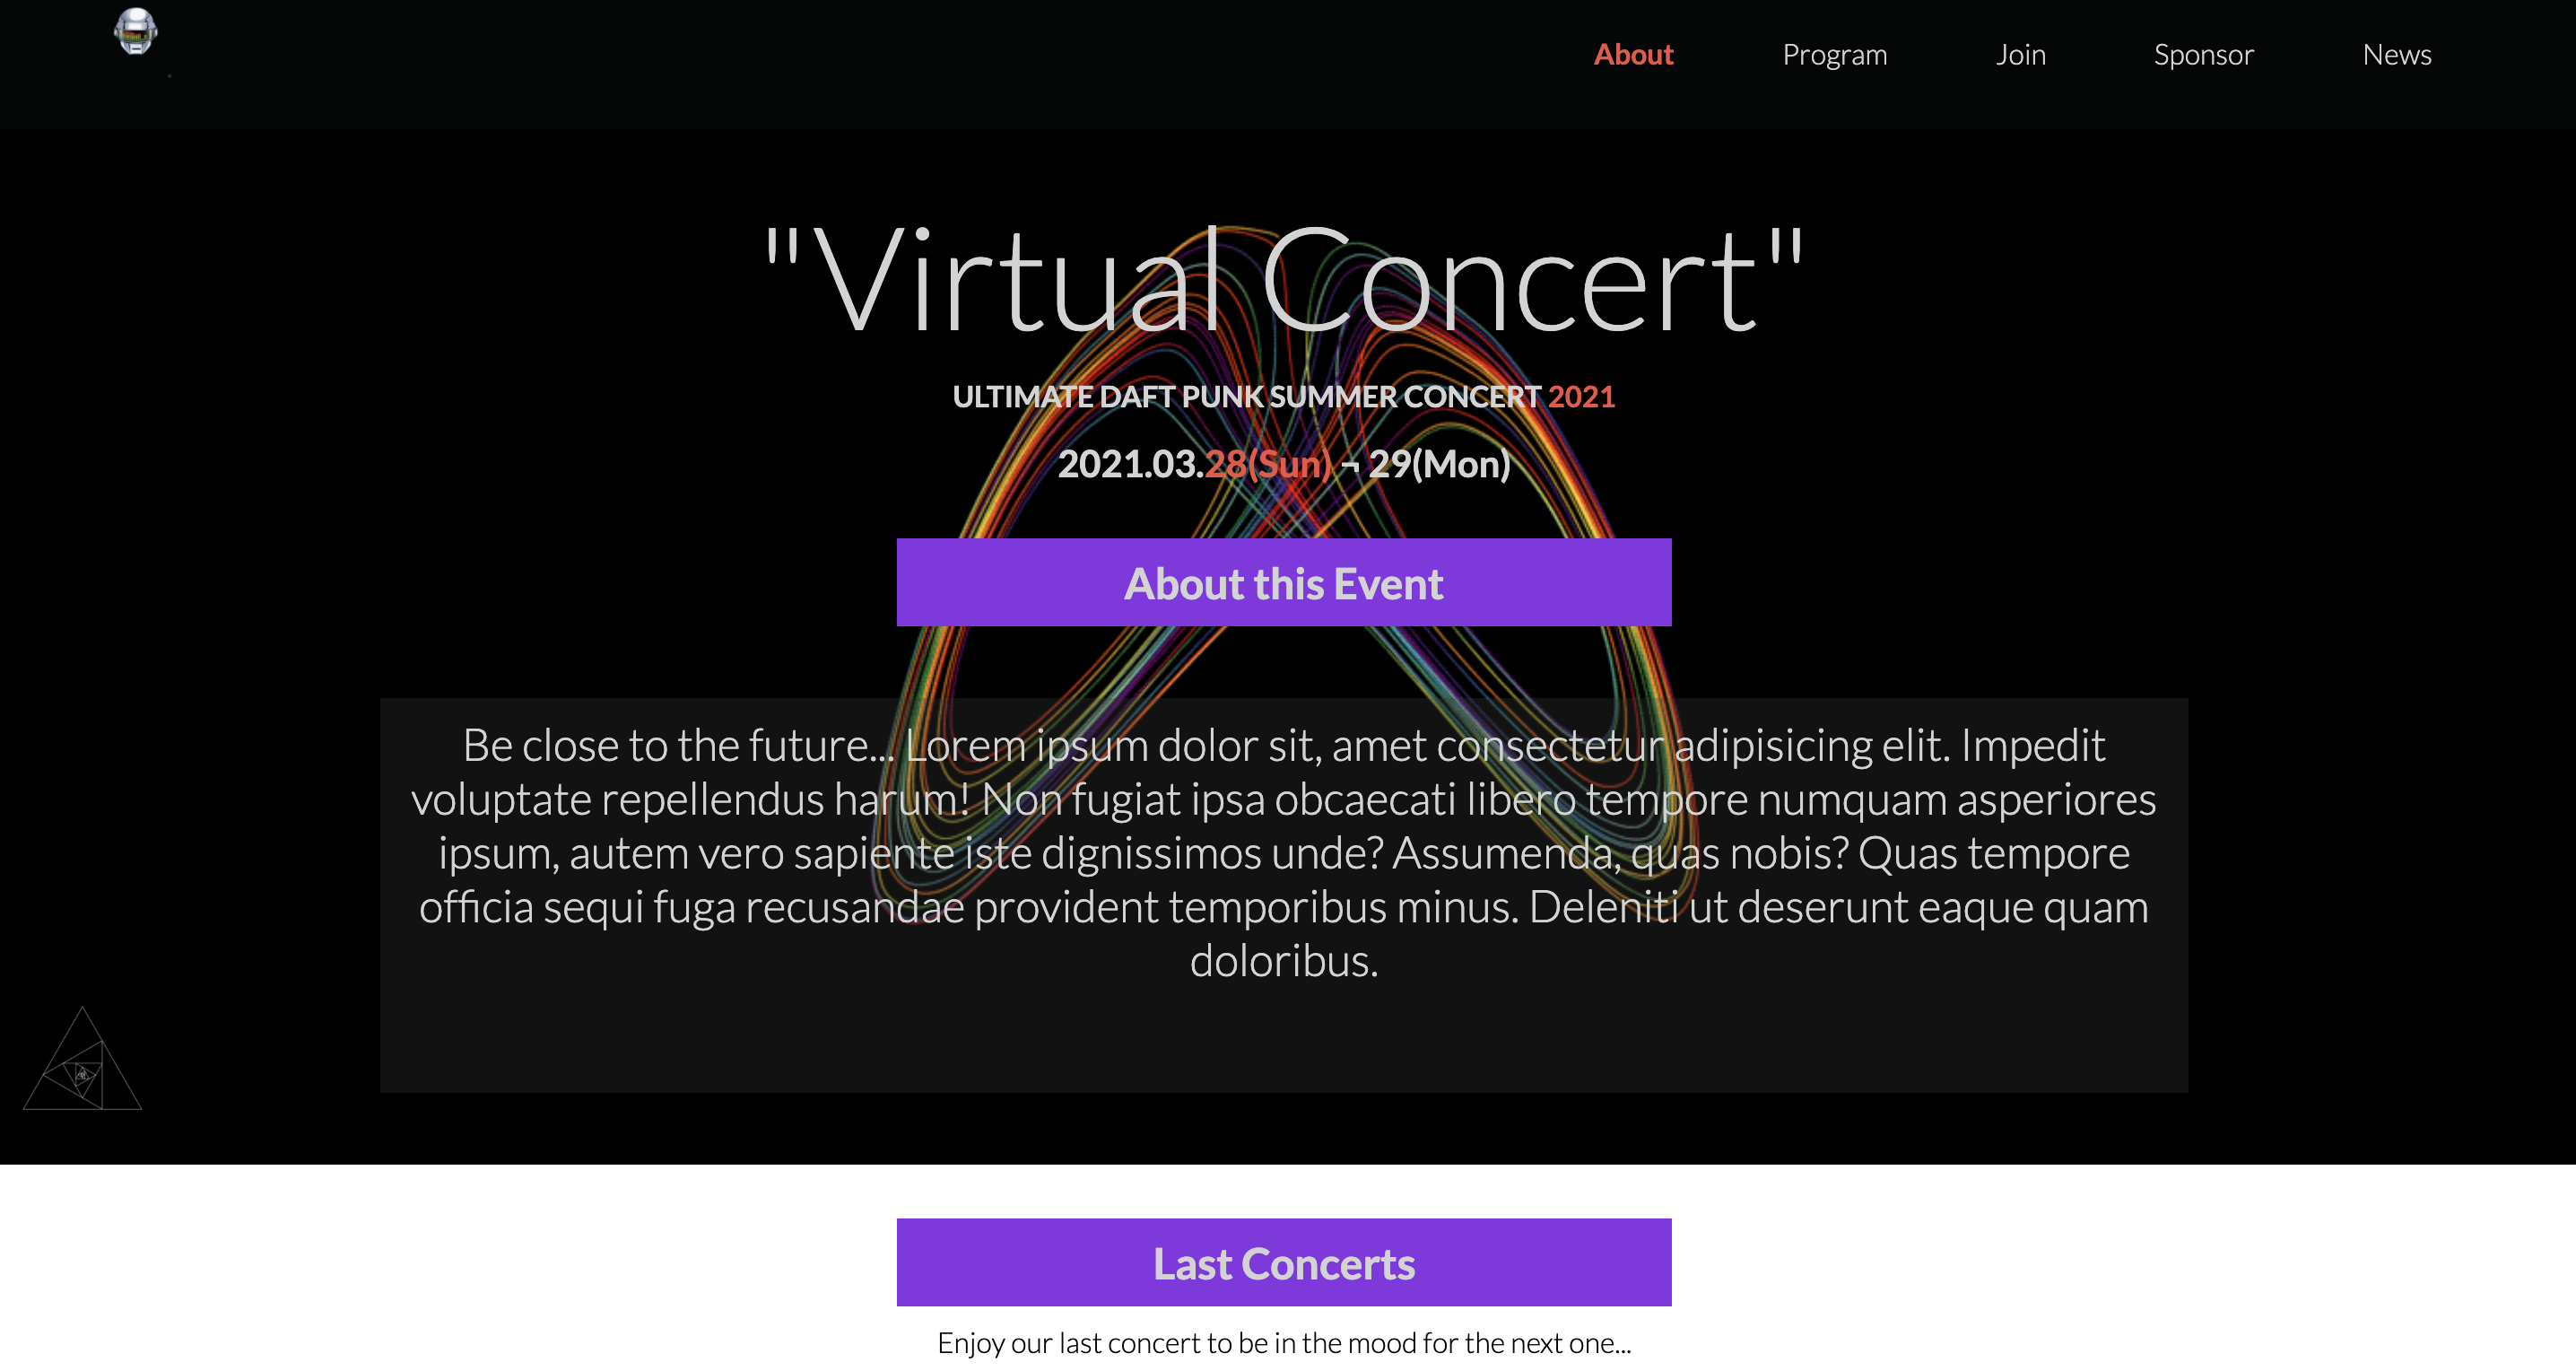 About Program Join Sponsor News
"Virtual Concert"
ULTIMATE DAFT PUNK SUMMER CONCERT 2021
2021.03.28(Sun) ¬ 29(Mon)
About this Event
Be close to the future... Lorem ipsum dolor sit, amet consectetur adipisicing elit. Impedit
voluptate repellendus harum! Non fugiat ipsa obcaecati libero tempore numquam asperiores
ipsum, autem vero sapiente iste dignissimos unde? Assumenda, quas nobis? Quas tempore
officia sequi fuga recusandae provident temporibus minus. Deleniti ut deserunt eaque quam
doloribus.
Last Concerts
Enjoy our last concert to be in the mood for the next one...